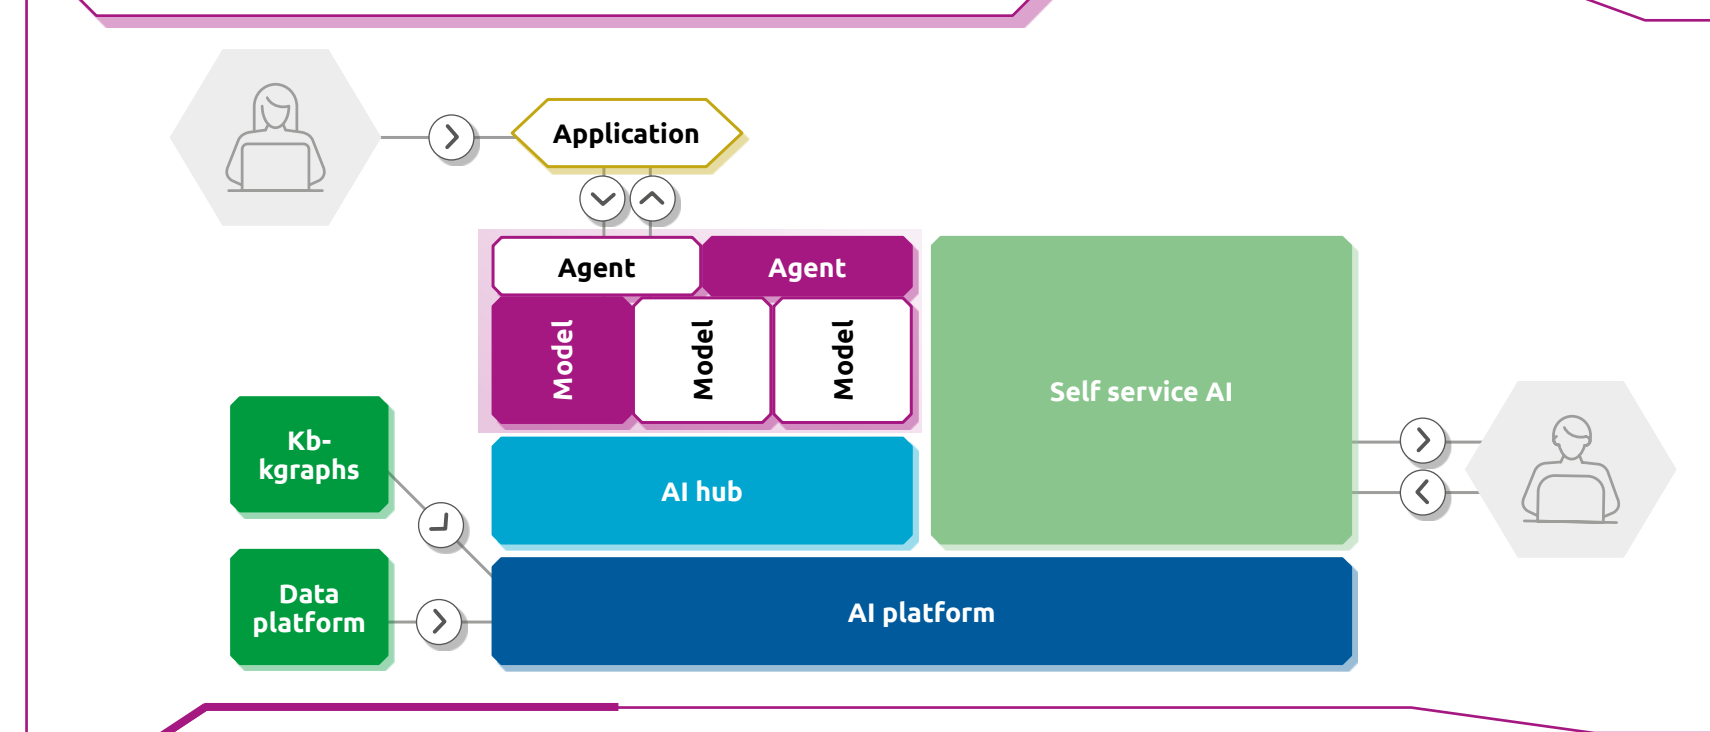 Application
Agent
Agent
Model
Model
Model
Self service AI
Kb-
kgraphs
AI hub
Data
platform
AI platform